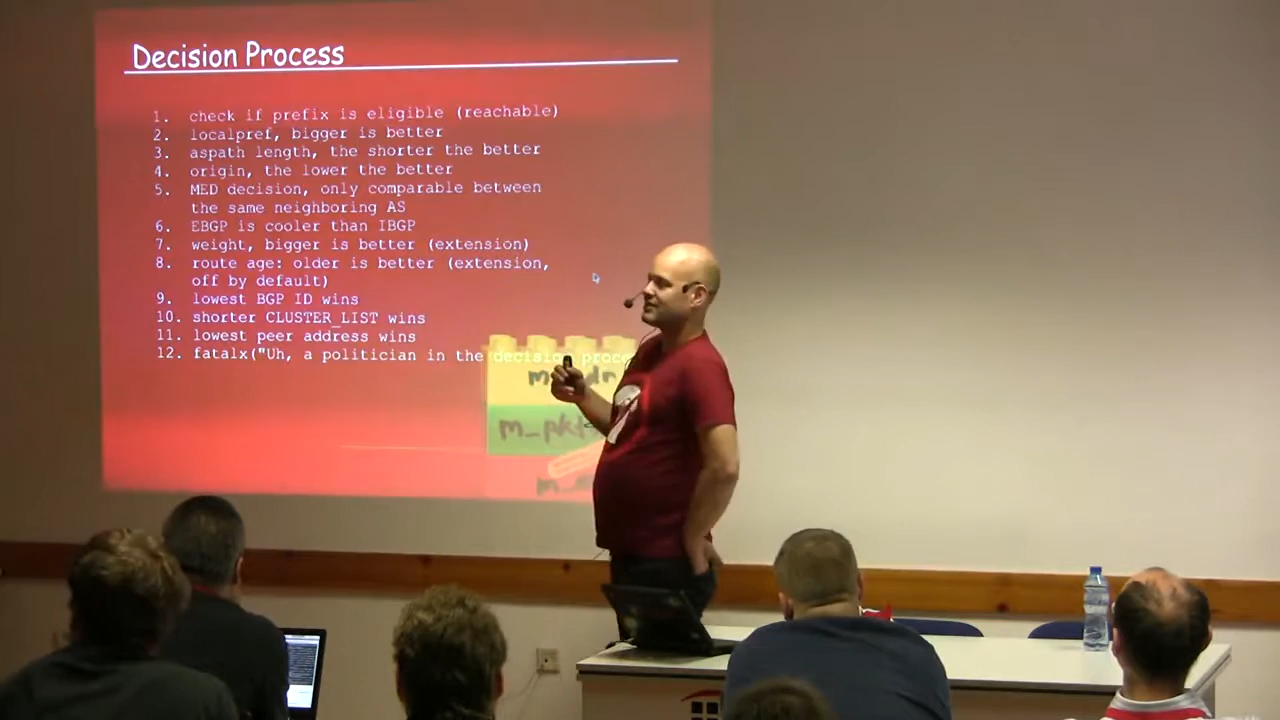 Decision Process
1. check if prefix is eligible (reachable)
2. localpref, bigger is better
3. aspath length, the shorter the better
4. origin, the lower the better
5. MED decision, only comparable between
the same neighboring AS
6. EBGP is cooler than IBGP
7. weight, bigger is better (extension)
8. route age: older is better (extension,
off by default)
9. lowest BGP ID wins
10. shorter CLUSTER_LIST wins
11. lowest peer address wins
12. fatalx("Uh, a politician in the decision